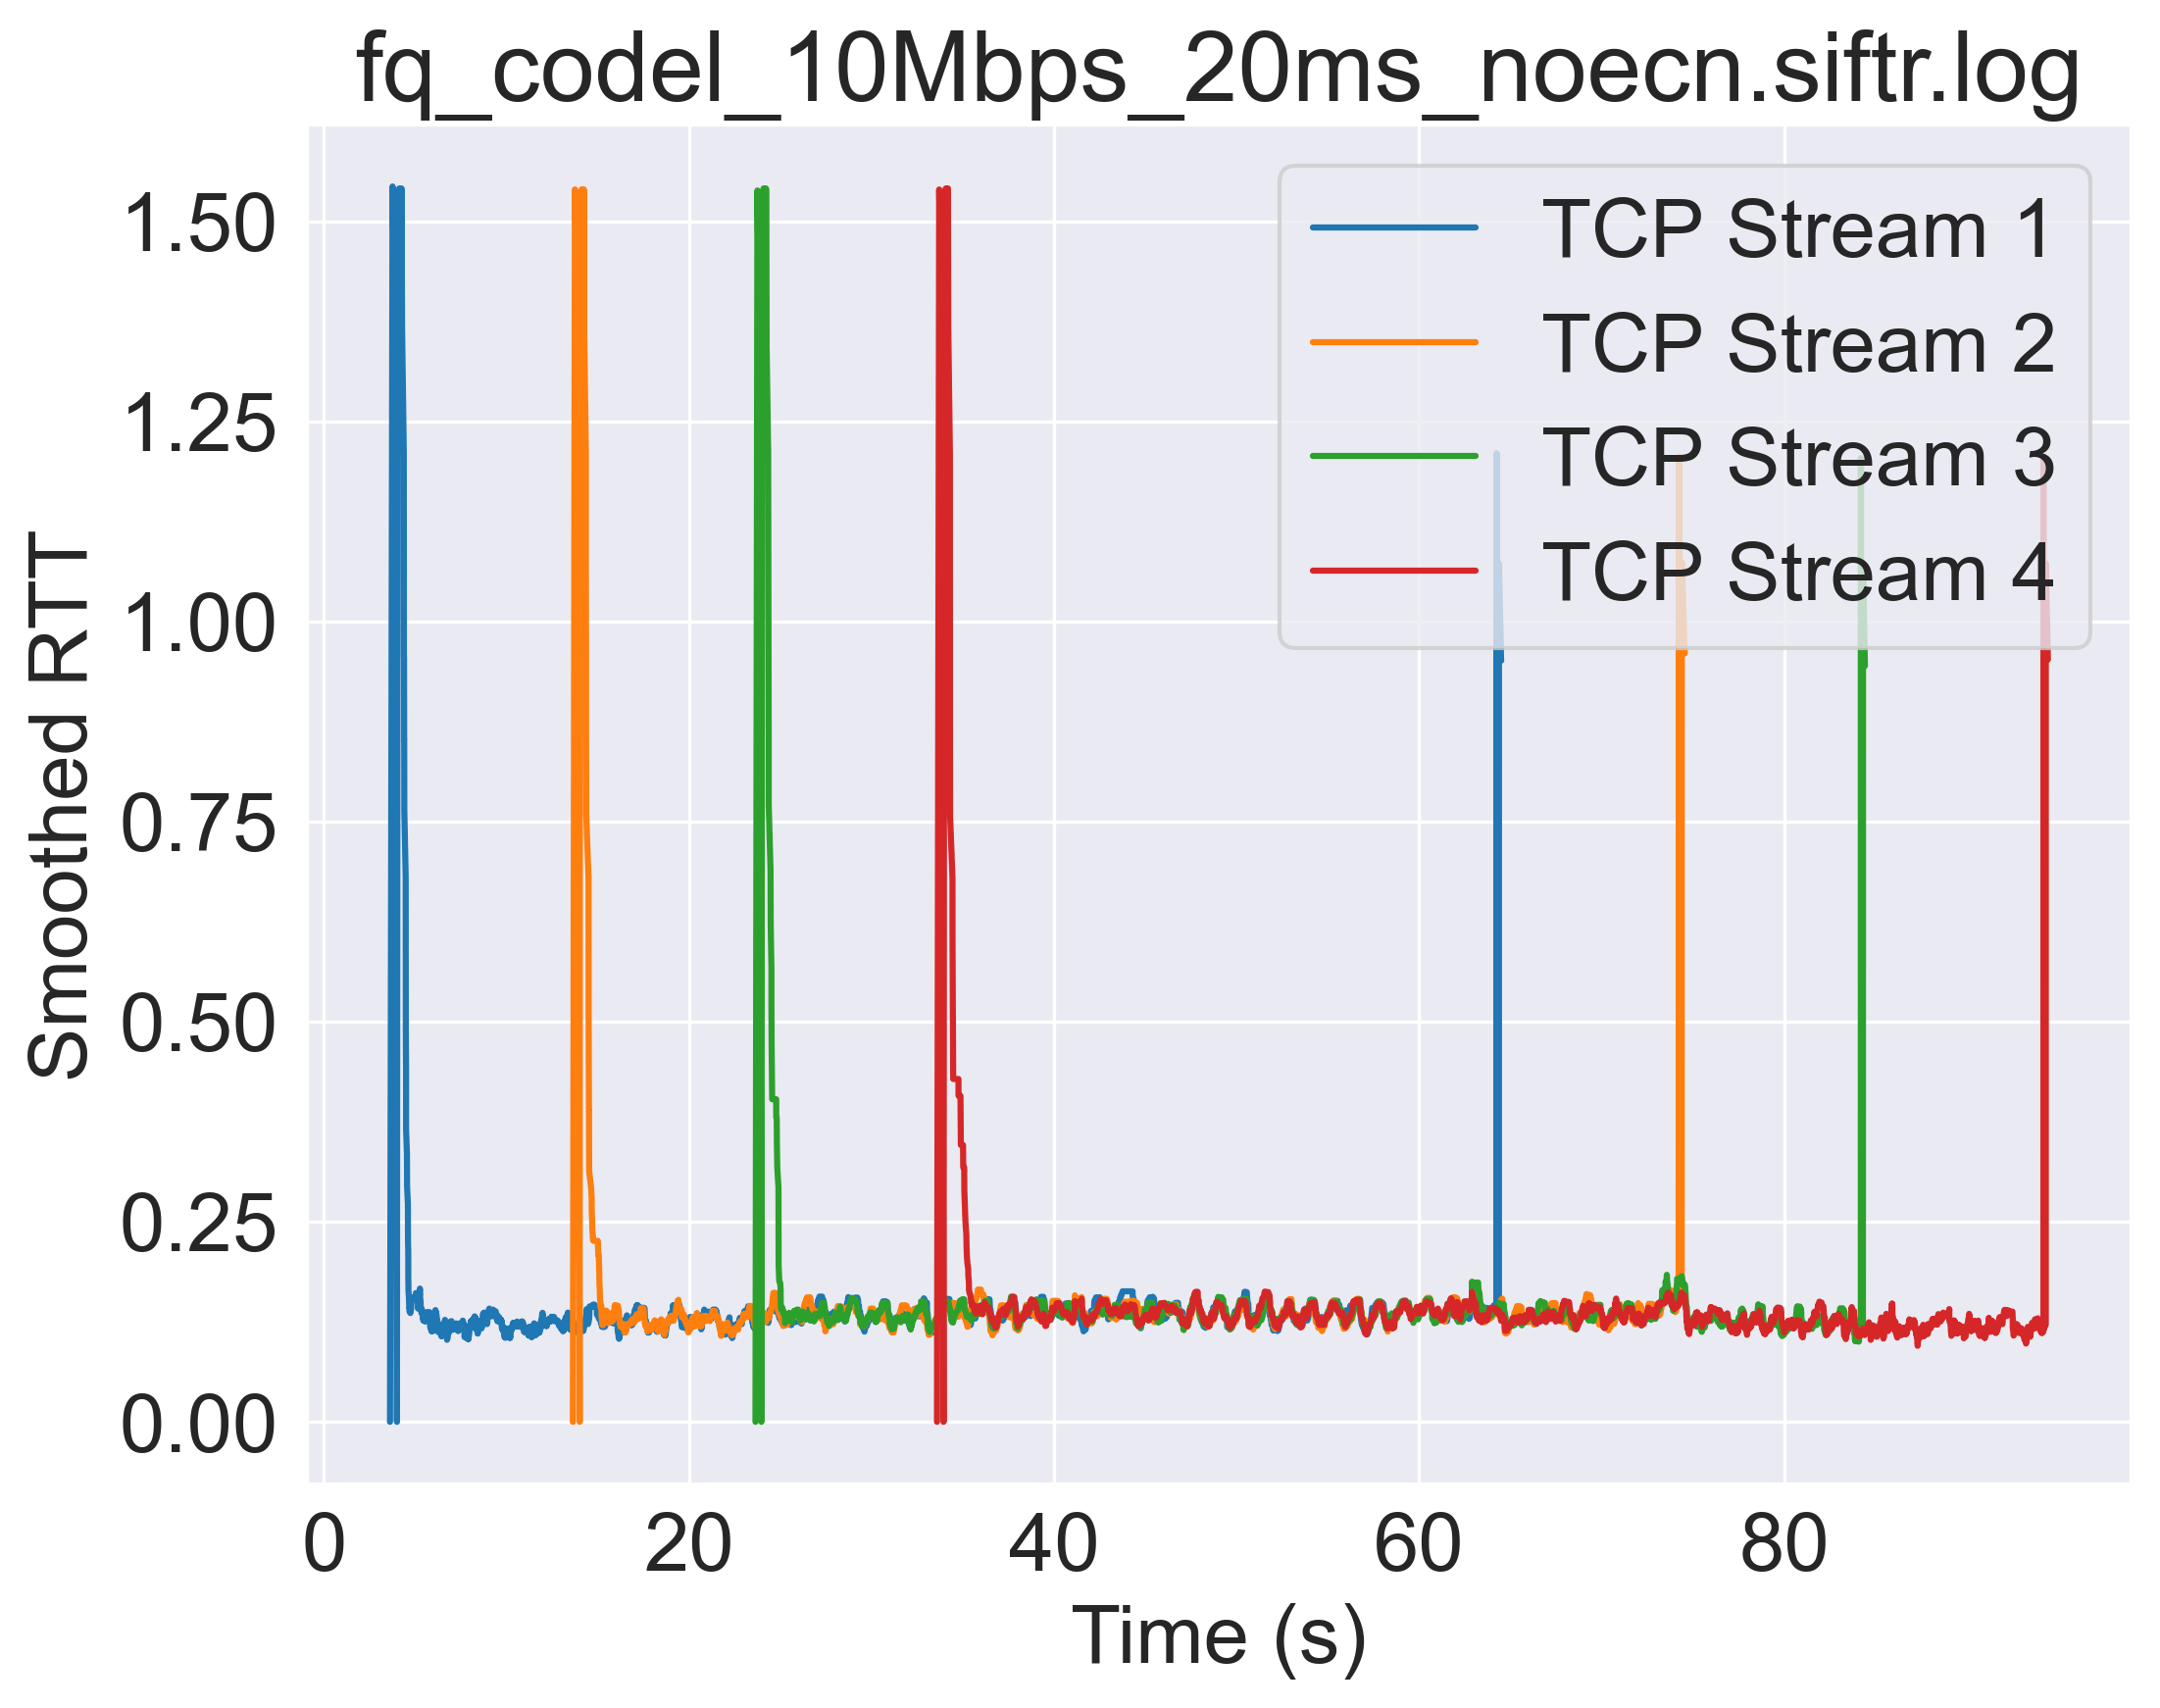 fq_codel_10Mbps_20ms_noecn.siftr.log
TCP Stream 1
TCP Stream 2
TCP Stream 3
TCP Stream 4
Smoothed RTT
1.50
1.25
1.00
0.75
0.50
0.25
0.00
0 20 40 60 80
Time (s)